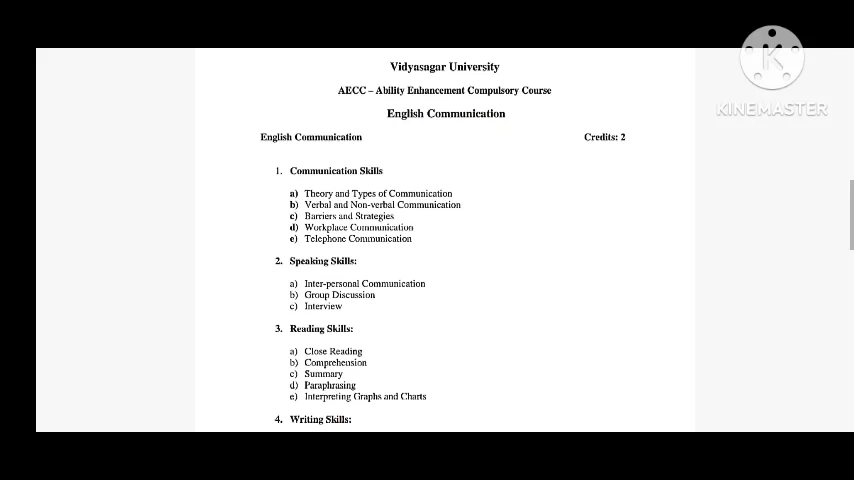 Vidyasagar University
AECC – Ability Enhancement Compulsory Course
English Communication
English Communication Credits: 2
1. Communication Skills
a) Theory and Types of Communication
b) Verbal and Non-verbal Communication
c) Barriers and Strategies
d) Workplace Communication
e) Telephone Communication
2. Speaking Skills:
a) Inter-personal Communication
b) Group Discussion
c) Interview
3. Reading Skills:
a) Close Reading
b) Comprehension
c) Summary
d) Paraphrasing
e) Interpreting Graphs and Charts
4. Writing Skills:
K
KINEMASTER